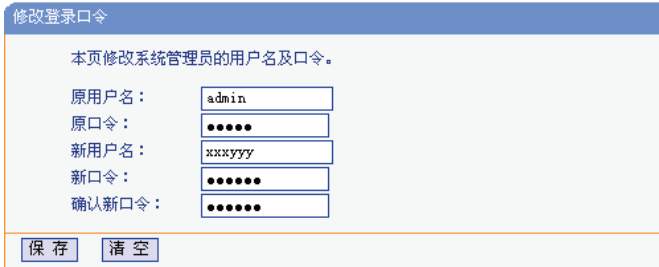 修改登录口令
本页修改系统管理员的用户名及口令。
原用户名： admin
原口令： ●●●●●
新用户名： xxxyyy
新口令： ●●●●●●
确认新口令： ●●●●●●
保 存 清 空